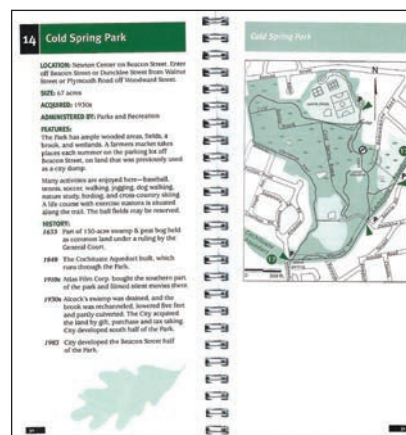 14 Cold Spring Park
LOCATION: Newton Center on Beacon Street. Enter
off Beacon Street or Duncklee Street from Walnut
Street or Plymouth Road off Woodward Street.
SIZE: 67 acres
ACQUIRED: 1930s
ADMINISTERED BY: Parks and Recreation
FEATURES:
The Park has ample wooded areas, fields, a
brook, and wetlands. A farmers market takes
places each summer on the parking lot off
Beacon Street, on land that was previously used
as a city dump.
Many activities are enjoyed here—baseball,
tennis, soccer, walking, jogging, dog walking,
nature study, birding, and cross-country skiing.
A life course with exercise stations is situated
along the trail. The ball fields may be reserved.
HISTORY:
1633 Part of 150-acre swamp & peat bog held
as common land under a ruling by the
General Court.
1848 The Cochituate Aqueduct built, which
runs through the Park.
Atlas Film Corp. bought the southern part
of the park and filmed silent movies there.
1930s Alcock's swamp was drained, and the
brook was rechanneled, lowered five feet
and partly culverted. The City acquired
the land by gift, purchase and tax taking.
City developed south half of the Park.
City developed the Beacon Street half
of the Park.
Cold Spring Park
N
P
P
17
0